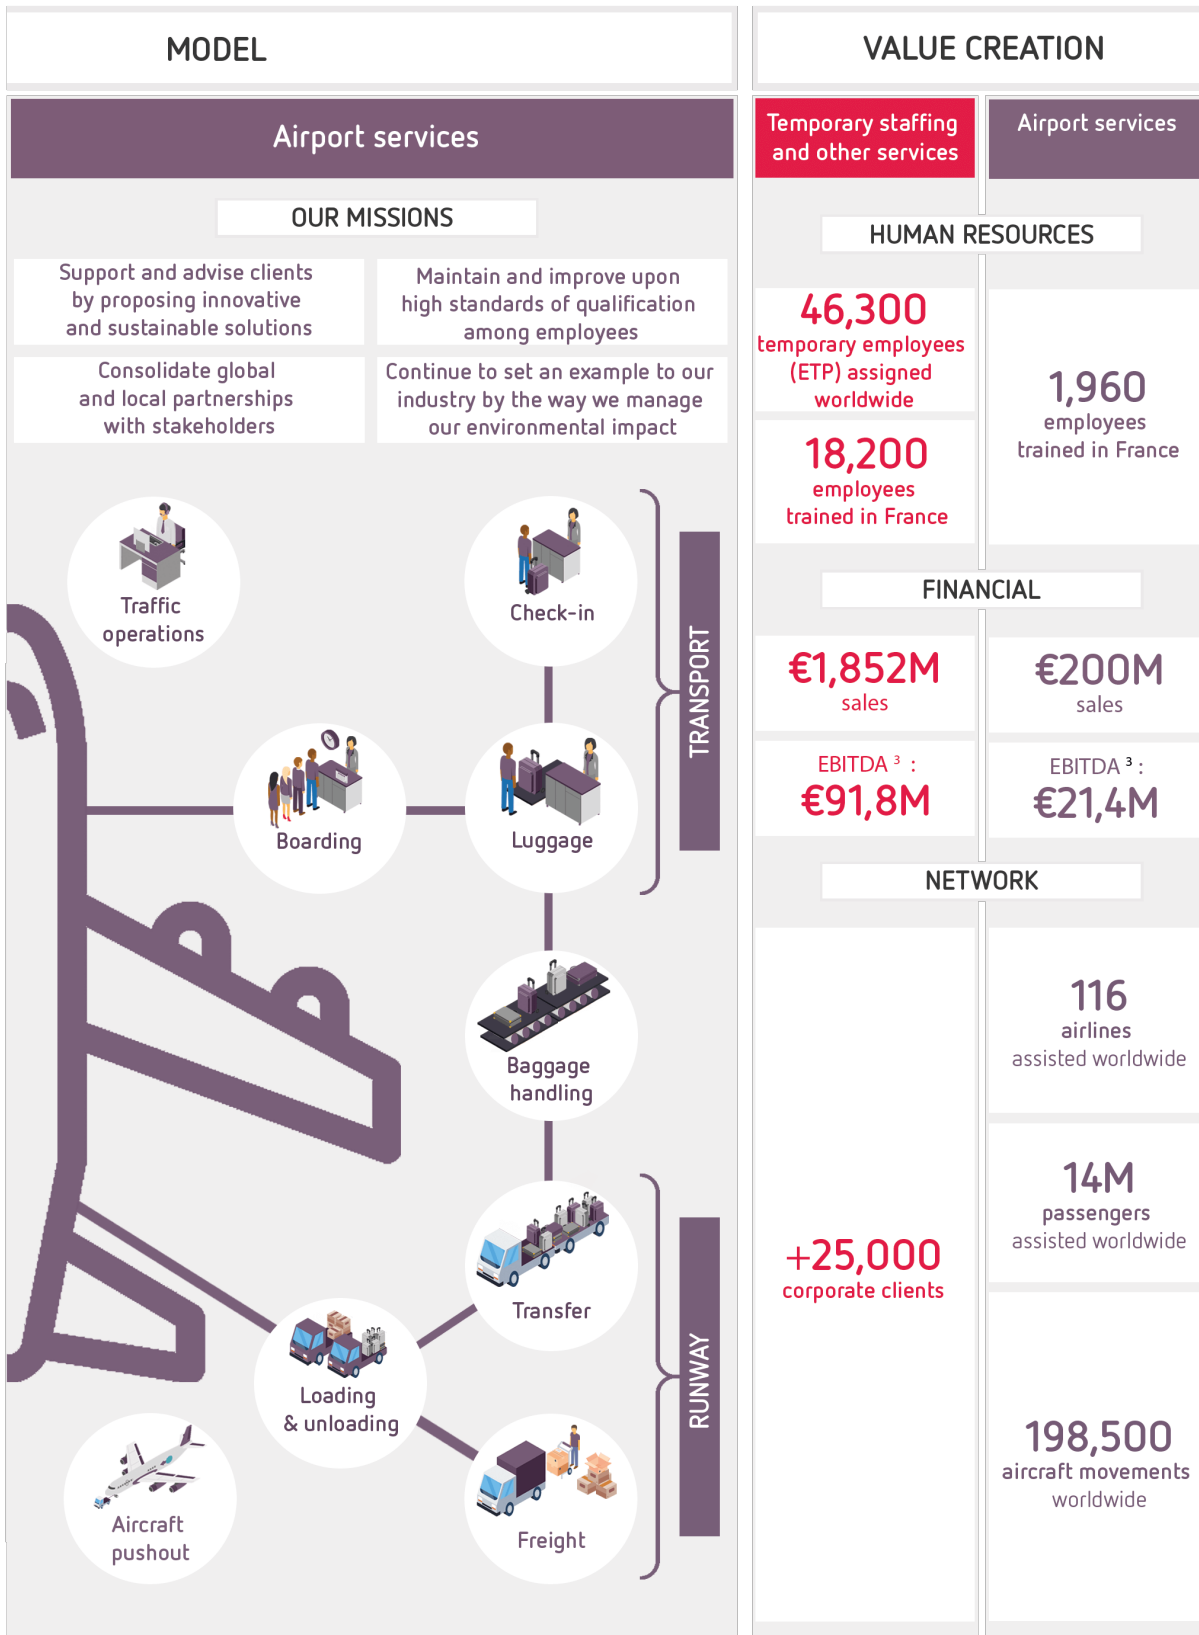 MODEL
Airport services
OUR MISSIONS
Support and advise clients
by proposing innovative
and sustainable solutions
Maintain and improve upon
high standards of qualification
among employees
Consolidate global
and local partnerships
with stakeholders
Continue to set an example to our
industry by the way we manage
our environmental impact
Traffic
operations
Check-in
TRANSPORT
Boarding
Luggage
Baggage
handling
Transfer
RUNWAY
Loading
& unloading
Aircraft
pushout
Freight
VALUE CREATION
Temporary staffing
and other services
Airport services
HUMAN RESOURCES
46,300
temporary employees
(ETP) assigned
worldwide
18,200
employees
trained in France
1,960
employees
trained in France
FINANCIAL
€1,852M
sales
€200M
sales
EBITDA ³ :
€91,8M
EBITDA ³ :
€21,4M
NETWORK
+25,000
corporate clients
116
airlines
assisted worldwide
14M
passengers
assisted worldwide
198,500
aircraft movements
worldwide